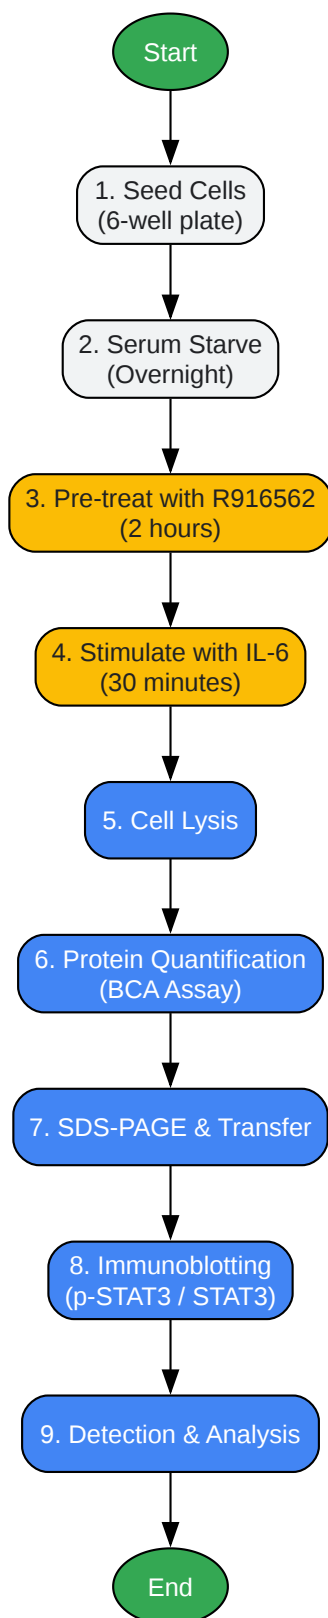 Start
1. Seed Cells
(6-well plate)
2. Serum Starve
(Overnight)
3. Pre-treat with R916562
(2 hours)
4. Stimulate with IL-6
(30 minutes)
5. Cell Lysis
6. Protein Quantification
(BCA Assay)
7. SDS-PAGE & Transfer
8. Immunoblotting
(p-STAT3 / STAT3)
9. Detection & Analysis
End